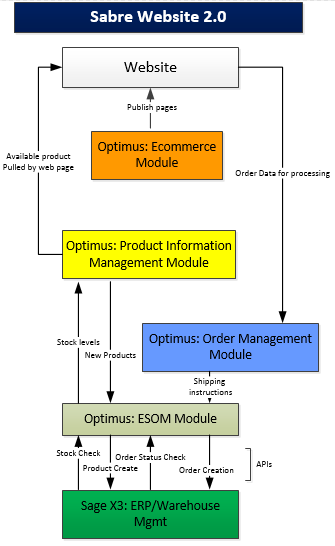 Sabre Website 2.0
Website
Publish pages
Optimus: Ecommerce
Module
Available product
Pulled by web page
Order Data for processing
Optimus: Product Information
Management Module
Optimus: Order Management
Module
Stock levels
New Products
Shipping
instructions
Optimus: ESOM Module
Stock Check
Order Status Check
Product Create
Order Creation
APIs
Sage X3: ERP/Warehouse
Mgmt